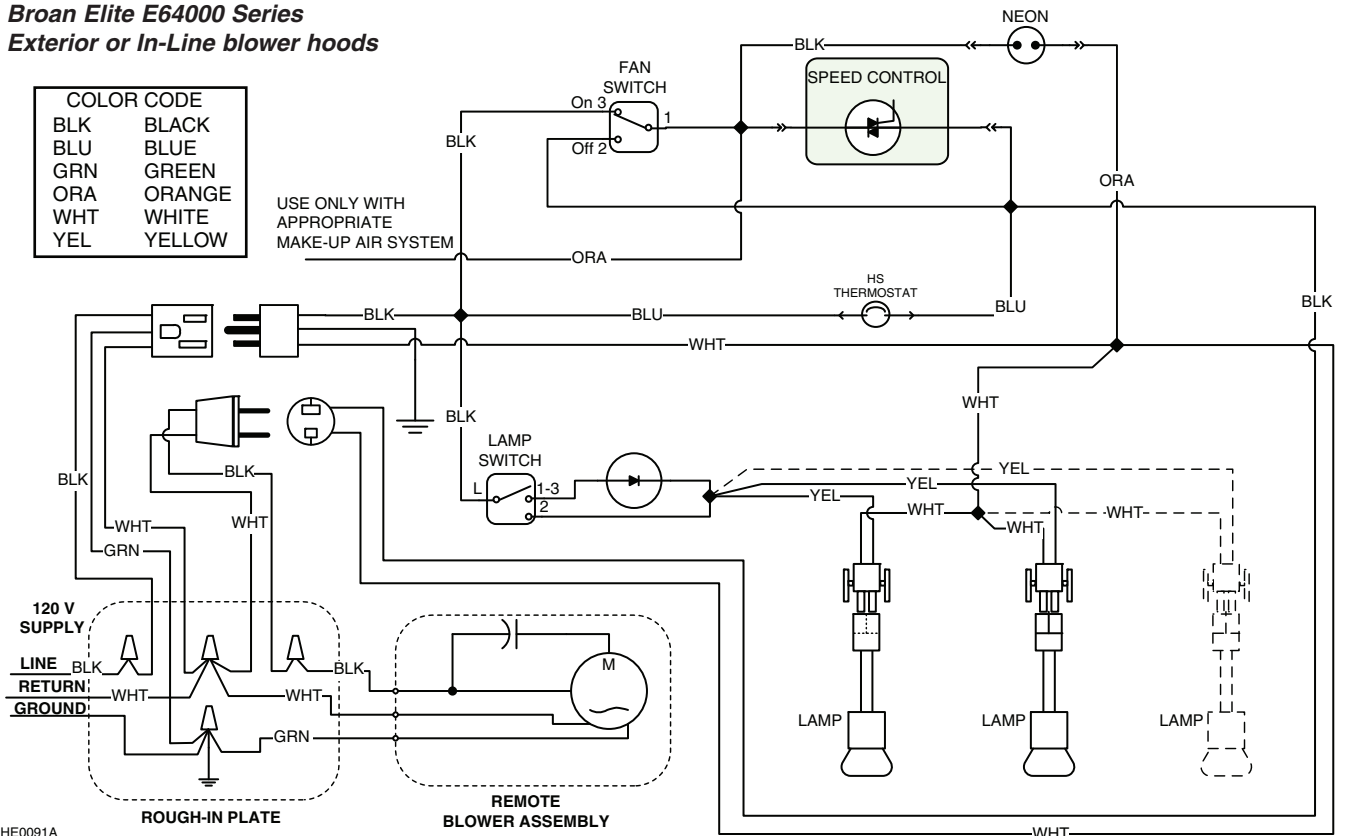 Broan Elite E64000 Series
Exterior or In-Line blower hoods
COLOR CODE
BLK BLACK
BLU BLUE
GRN GREEN
ORA ORANGE
WHT WHITE
YEL YELLOW
NEON
BLK
SPEED CONTROL
FAN
SWITCH
On 3
1
Off 2
BLK
ORA
USE ONLY WITH
APPROPRIATE
MAKE-UP AIR SYSTEM
ORA
HS
THERMOSTAT
BLK
BLU
BLU
BLK
WHT
BLK
WHT
LAMP
SWITCH
L
1-3
2
YEL
YEL
YEL
WHT
WHT
WHT
BLK
BLK
WHT
WHT
GRN
120 V
SUPPLY
LINE
BLK
RETURN
WHT
GROUND
BLK
WHT
GRN
M
LAMP
LAMP
LAMP
ROUGH-IN PLATE
REMOTE
BLOWER ASSEMBLY
WHT
HE0091A